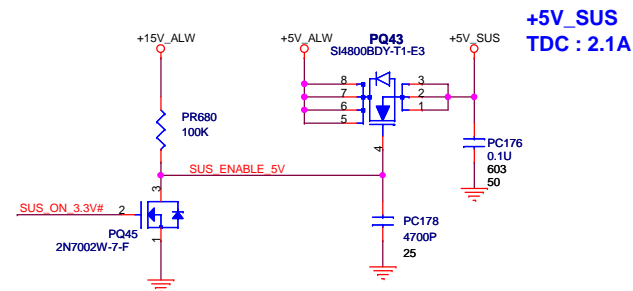 +5V_SUS
TDC : 2.1A
+15V_ALW
+5V_ALW
PQ43
SI4800BDY-T1-E3
+5V_SUS
8
7
6
5
3
2
1
4
PR680
100K
PC176
0.1U
603
50
SUS_ENABLE_5V
3
SUS_ON_3.3V#
2
1
PQ45
2N7002W-7-F
PC178
4700P
25